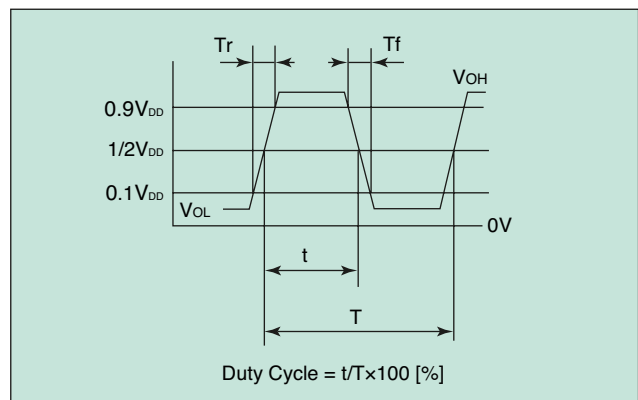 Tr Tf
VOH
0.9VDD
1/2VDD
0.1VDD
VOL
0V
t
T
Duty Cycle = t/T×100 [%]